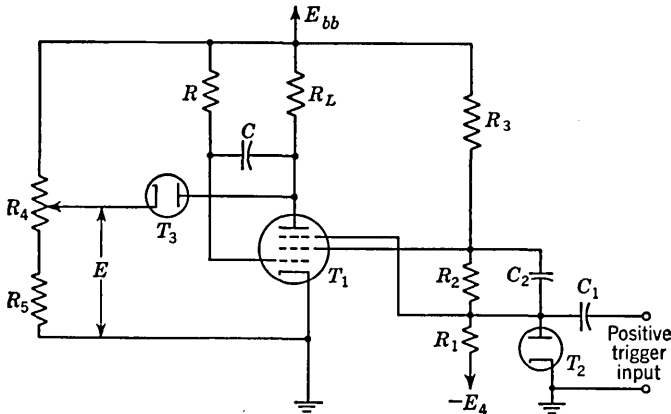 E_bb
R
R_L
C
R_3
R_4
T_3
E
T_1
R_2
C_2
C_1
R_5
R_1
T_2
Positive
trigger
input
-E_4